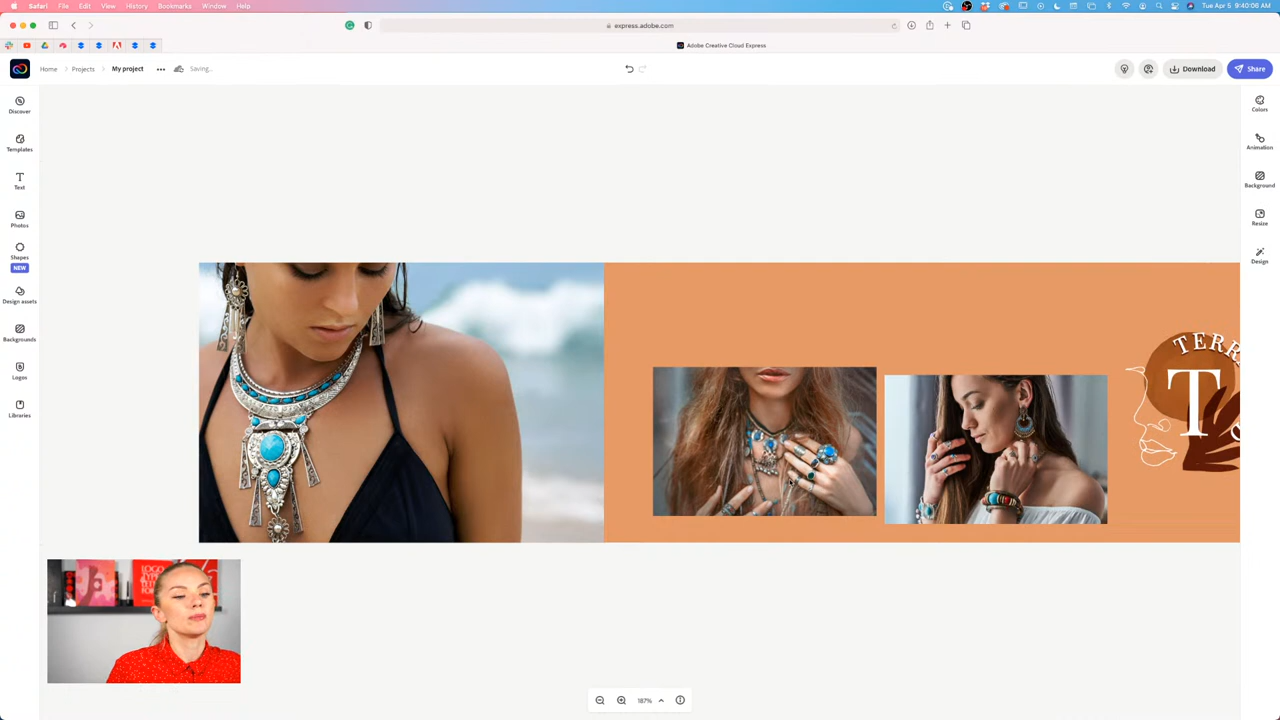 Safari File Edit View History Bookmarks Window Help Tue Apr 5 9:40:06 AM
express.adobe.com
Adobe Creative Cloud Express
Home Projects My project Saving... Download Share
Discover
Templates
Text
Photos
Shapes
NEW
Design assets
Backgrounds
Logos
Libraries
Colors
Animation
Background
Resize
Design
TERR
T
LOGO
187%